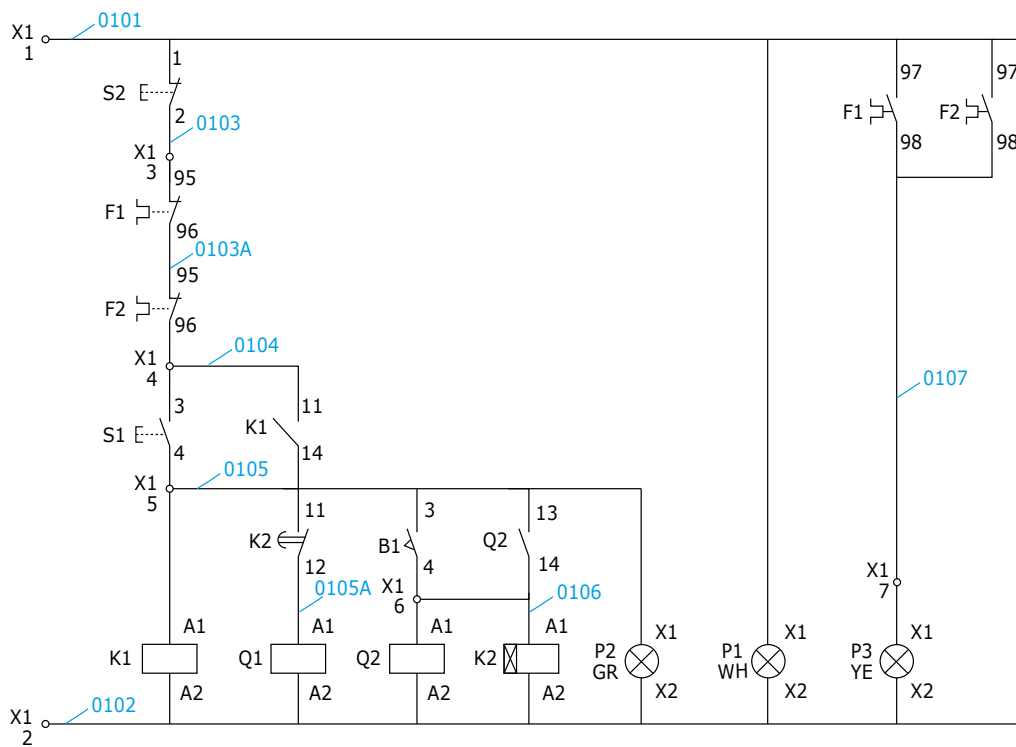 0101
X1
1
1
97
97
S2
F1
F2
2
0103
98
98
X1
3
95
F1
96
0103A
95
F2
96
0104
X1
4
0107
3
11
S1
K1
4
14
0105
X1
5
11
3
13
K2
B1
Q2
12
4
14
0105A
X1
6
0106
X1
7
A1
A1
A1
A1
X1
X1
X1
K1
Q1
Q2
K2
P2
GR
P1
WH
P3
YE
A2
A2
A2
A2
X2
X2
X2
0102
X1
2